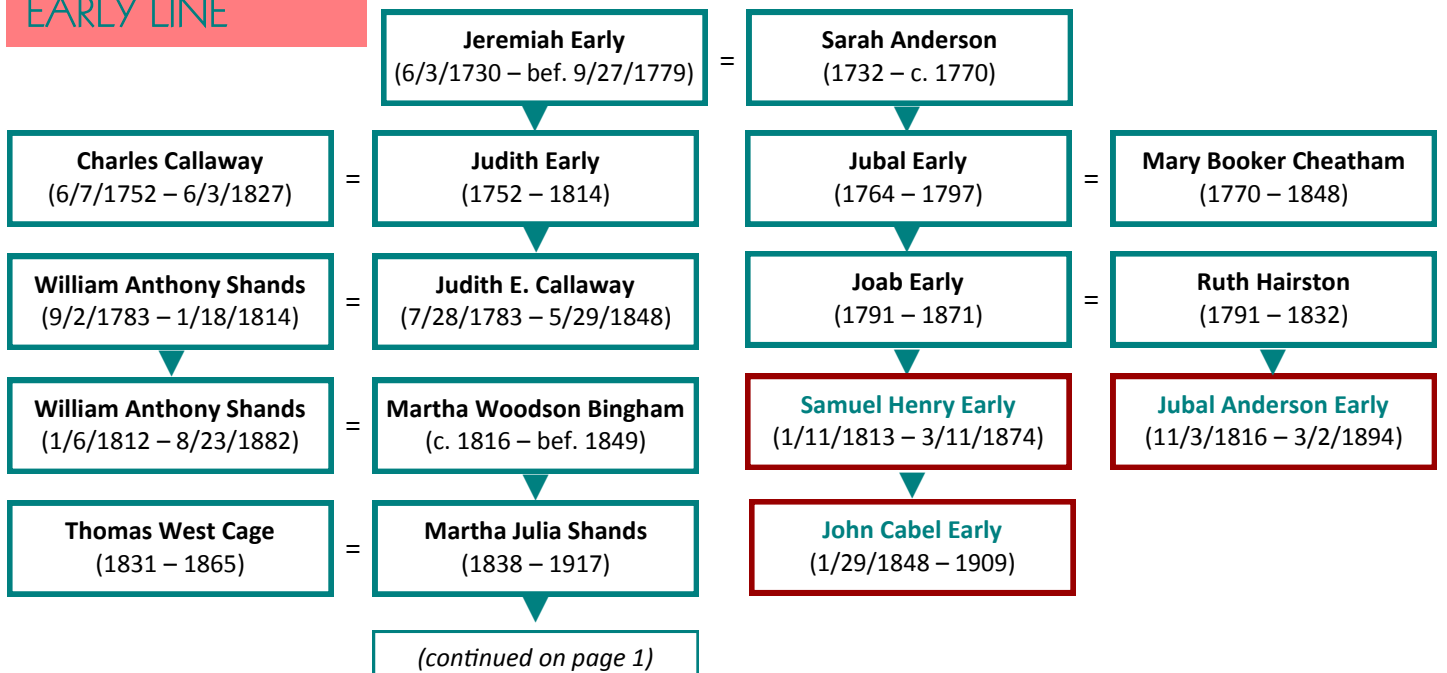 EARLY LINE
Jeremiah Early
(6/3/1730 – bef. 9/27/1779)
=
Sarah Anderson
(1732 – c. 1770)
Charles Callaway
(6/7/1752 – 6/3/1827)
=
Judith Early
(1752 – 1814)
Jubal Early
(1764 – 1797)
=
Mary Booker Cheatham
(1770 – 1848)
William Anthony Shands
(9/2/1783 – 1/18/1814)
=
Judith E. Callaway
(7/28/1783 – 5/29/1848)
Joab Early
(1791 – 1871)
=
Ruth Hairston
(1791 – 1832)
William Anthony Shands
(1/6/1812 – 8/23/1882)
=
Martha Woodson Bingham
(c. 1816 – bef. 1849)
Samuel Henry Early
(1/11/1813 – 3/11/1874)
Jubal Anderson Early
(11/3/1816 – 3/2/1894)
Thomas West Cage
(1831 – 1865)
=
Martha Julia Shands
(1838 – 1917)
John Cabel Early
(1/29/1848 – 1909)
(continued on page 1)